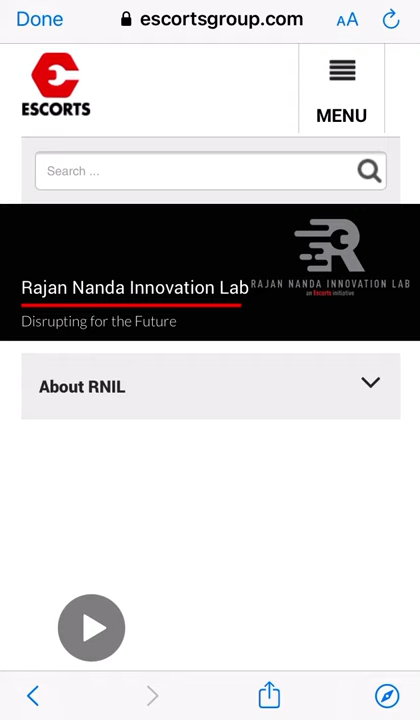 Done
escortsgroup.com
AA
ESCORTS
MENU
Search ...
Rajan Nanda Innovation Lab
Disrupting for the Future
RAJAN NANDA INNOVATION LAB
an Escorts initiative
About RNIL